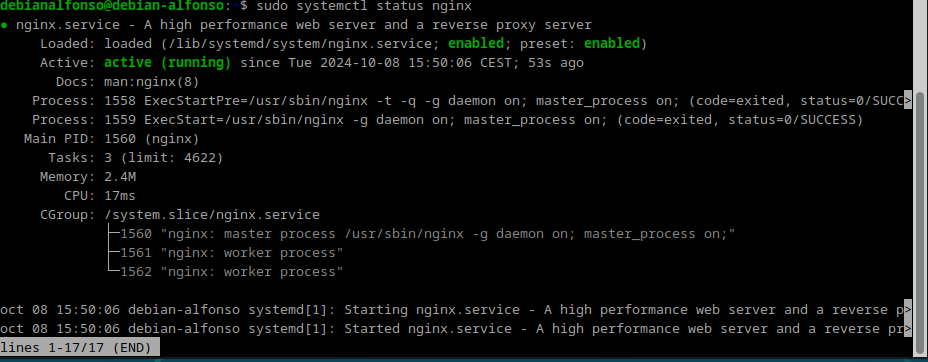 debianalfonso@debian-alfonso:~$ sudo systemctl status nginx
● nginx.service - A high performance web server and a reverse proxy server
     Loaded: loaded (/lib/systemd/system/nginx.service; enabled; preset: enabled)
     Active: active (running) since Tue 2024-10-08 15:50:06 CEST; 53s ago
       Docs: man:nginx(8)
    Process: 1558 ExecStartPre=/usr/sbin/nginx -t -q -g daemon on; master_process on; (code=exited, status=0/SUCC>
    Process: 1559 ExecStart=/usr/sbin/nginx -g daemon on; master_process on; (code=exited, status=0/SUCCESS)
   Main PID: 1560 (nginx)
      Tasks: 3 (limit: 4622)
     Memory: 2.4M
        CPU: 17ms
     CGroup: /system.slice/nginx.service
             ├─1560 "nginx: master process /usr/sbin/nginx -g daemon on; master_process on;"
             ├─1561 "nginx: worker process"
             └─1562 "nginx: worker process"

oct 08 15:50:06 debian-alfonso systemd[1]: Starting nginx.service - A high performance web server and a reverse p>
oct 08 15:50:06 debian-alfonso systemd[1]: Started nginx.service - A high performance web server and a reverse pr>
lines 1-17/17 (END)